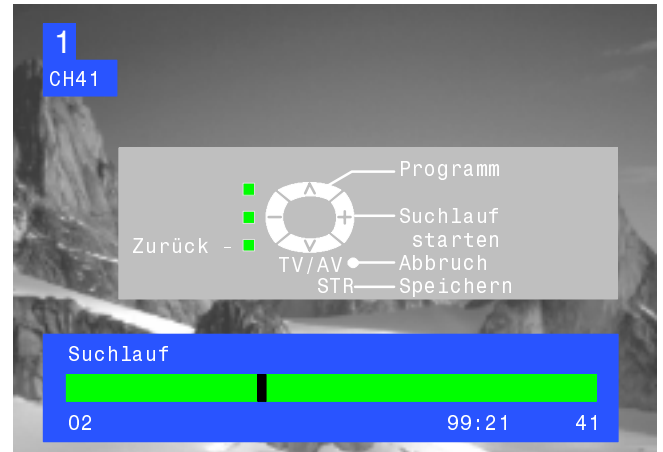 1
CH41
Programm
Suchlauf
starten
Zurück -
TV/AV Abbruch
STR Speichern
Suchlauf
02 99:21 41